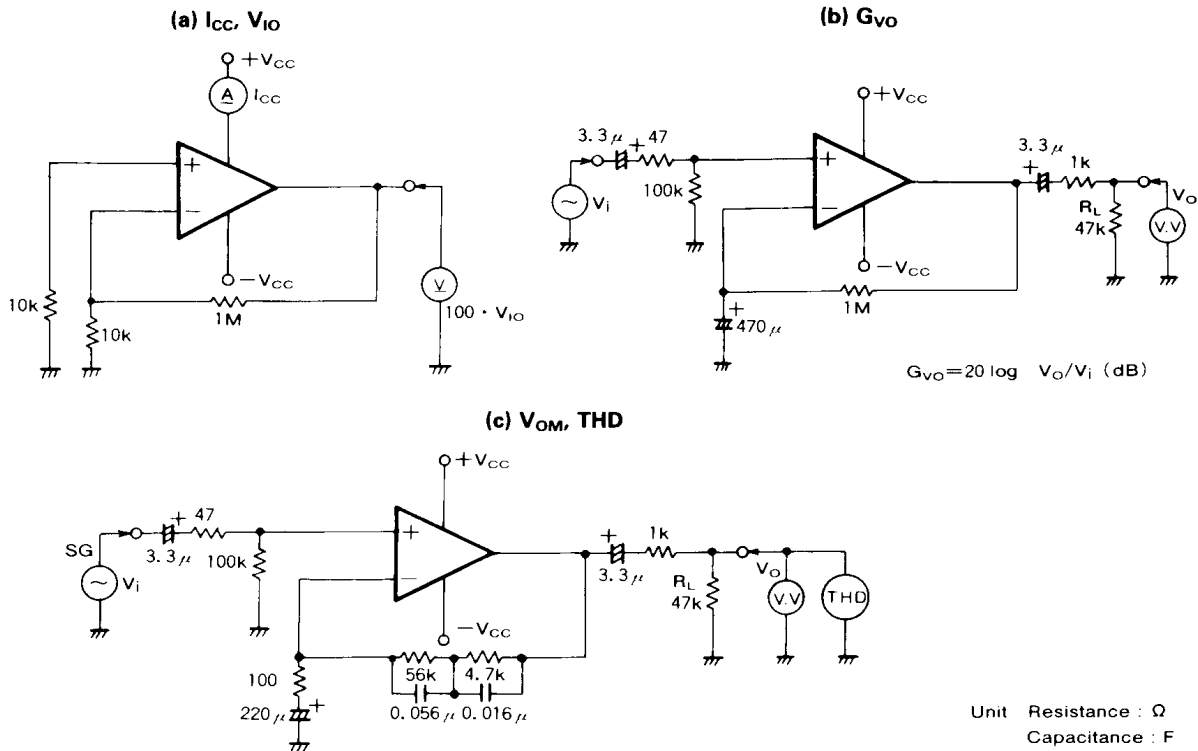 (a) I_CC, V_IO
+V_CC
A
I_CC
+
−
−V_CC
10k
10k
1M
V
100 · V_IO
(b) G_VO
+V_CC
3.3μ
+
47
100k
V_i
+
−
−V_CC
1M
+
470μ
3.3μ
+
1k
R_L
47k
V_O
V.V
G_VO=20 log V_O/V_i (dB)
(c) V_OM, THD
+V_CC
SG
V_i
+
3.3μ
47
100k
+
−
−V_CC
100
220μ
+
56k
4.7k
0.056μ
0.016μ
+
3.3μ
1k
R_L
47k
V_O
V.V
THD
Unit Resistance : Ω
Capacitance : F